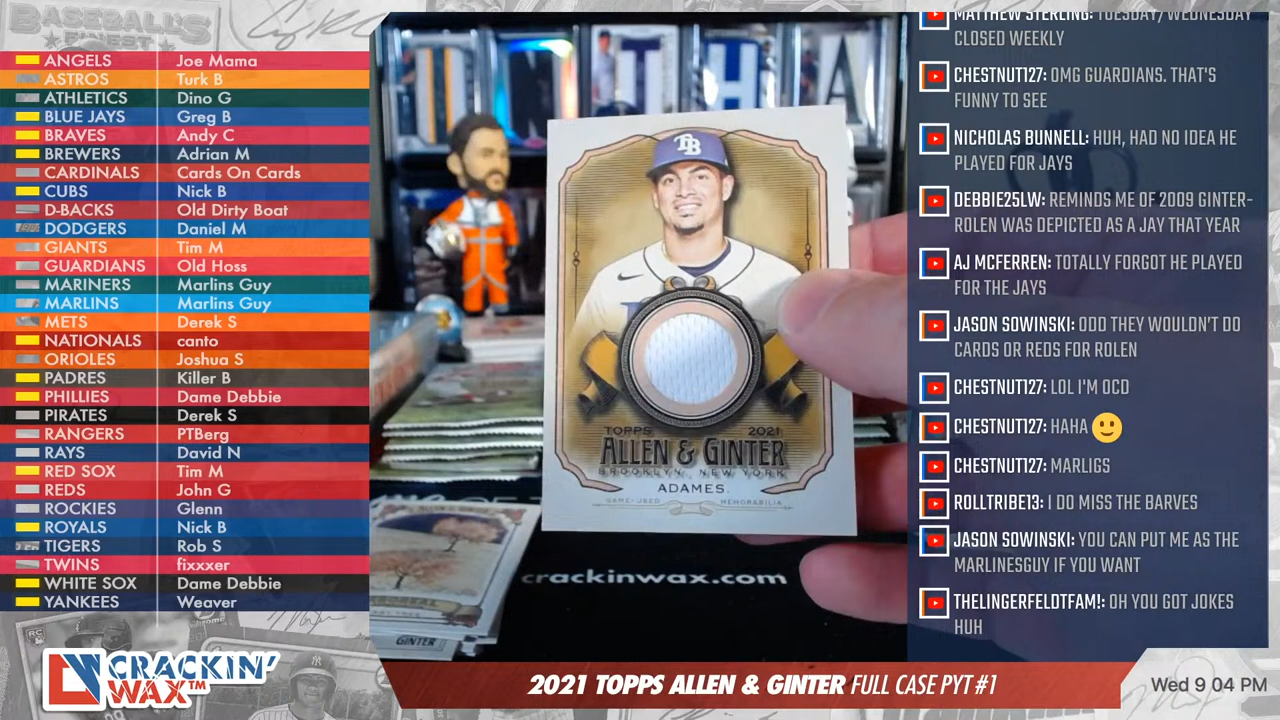 BASEBALL'S
FINEST
ANGELS Joe Mama
ASTROS Turk B
ATHLETICS Dino G
BLUE JAYS Greg B
BRAVES Andy C
BREWERS Adrian M
CARDINALS Cards On Cards
CUBS Nick B
D-BACKS Old Dirty Boat
DODGERS Daniel M
GIANTS Tim M
GUARDIANS Old Hoss
MARINERS Marlins Guy
MARLINS Marlins Guy
METS Derek S
NATIONALS canto
ORIOLES Joshua S
PADRES Killer B
PHILLIES Dame Debbie
PIRATES Derek S
RANGERS PTBerg
RAYS David N
RED SOX Tim M
REDS John G
ROCKIES Glenn
ROYALS Nick B
TIGERS Rob S
TWINS fixxxer
WHITE SOX Dame Debbie
YANKEES Weaver
RC
CRACKIN'
WAX™
TB
TOPPS 2021
ALLEN & GINTER
BROOKLYN, NEW YORK
ADAMES
GAME-USED MEMORABILIA
crackinwax.com
GINTER
MATTHEW STERLING: TUESDAY/WEDNESDAY
CLOSED WEEKLY
CHESTNUT127: OMG GUARDIANS. THAT'S
FUNNY TO SEE
NICHOLAS BUNNELL: HUH, HAD NO IDEA HE
PLAYED FOR JAYS
DEBBIE25LW: REMINDS ME OF 2009 GINTER-
ROLEN WAS DEPICTED AS A JAY THAT YEAR
AJ MCFERREN: TOTALLY FORGOT HE PLAYED
FOR THE JAYS
JASON SOWINSKI: ODD THEY WOULDN'T DO
CARDS OR REDS FOR ROLEN
CHESTNUT127: LOL I'M OCD
CHESTNUT127: HAHA 🙂
CHESTNUT127: MARLIGS
ROLLTRIBE13: I DO MISS THE BARVES
JASON SOWINSKI: YOU CAN PUT ME AS THE
MARLINESGUY IF YOU WANT
THELINGERFELDTFAM!: OH YOU GOT JOKES
HUH
2021 TOPPS ALLEN & GINTER FULL CASE PYT #1
Wed 9 04 PM